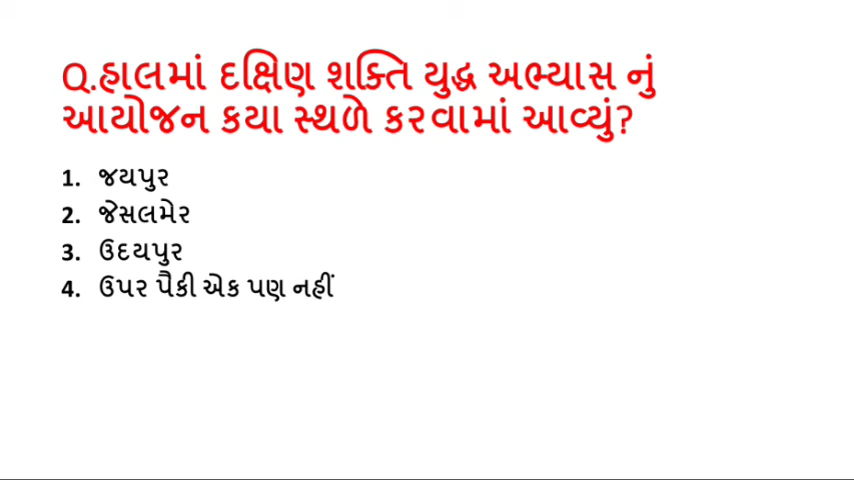 Q.હાલમાં દક્ષિણ શક્તિ યુદ્ધ અભ્યાસ નું
આયોજન કયા સ્થળે કરવામાં આવ્યું?
1. જયપુર
2. જેસલમેર
3. ઉદયપુર
4. ઉપર પૈકી એક પણ નહીં